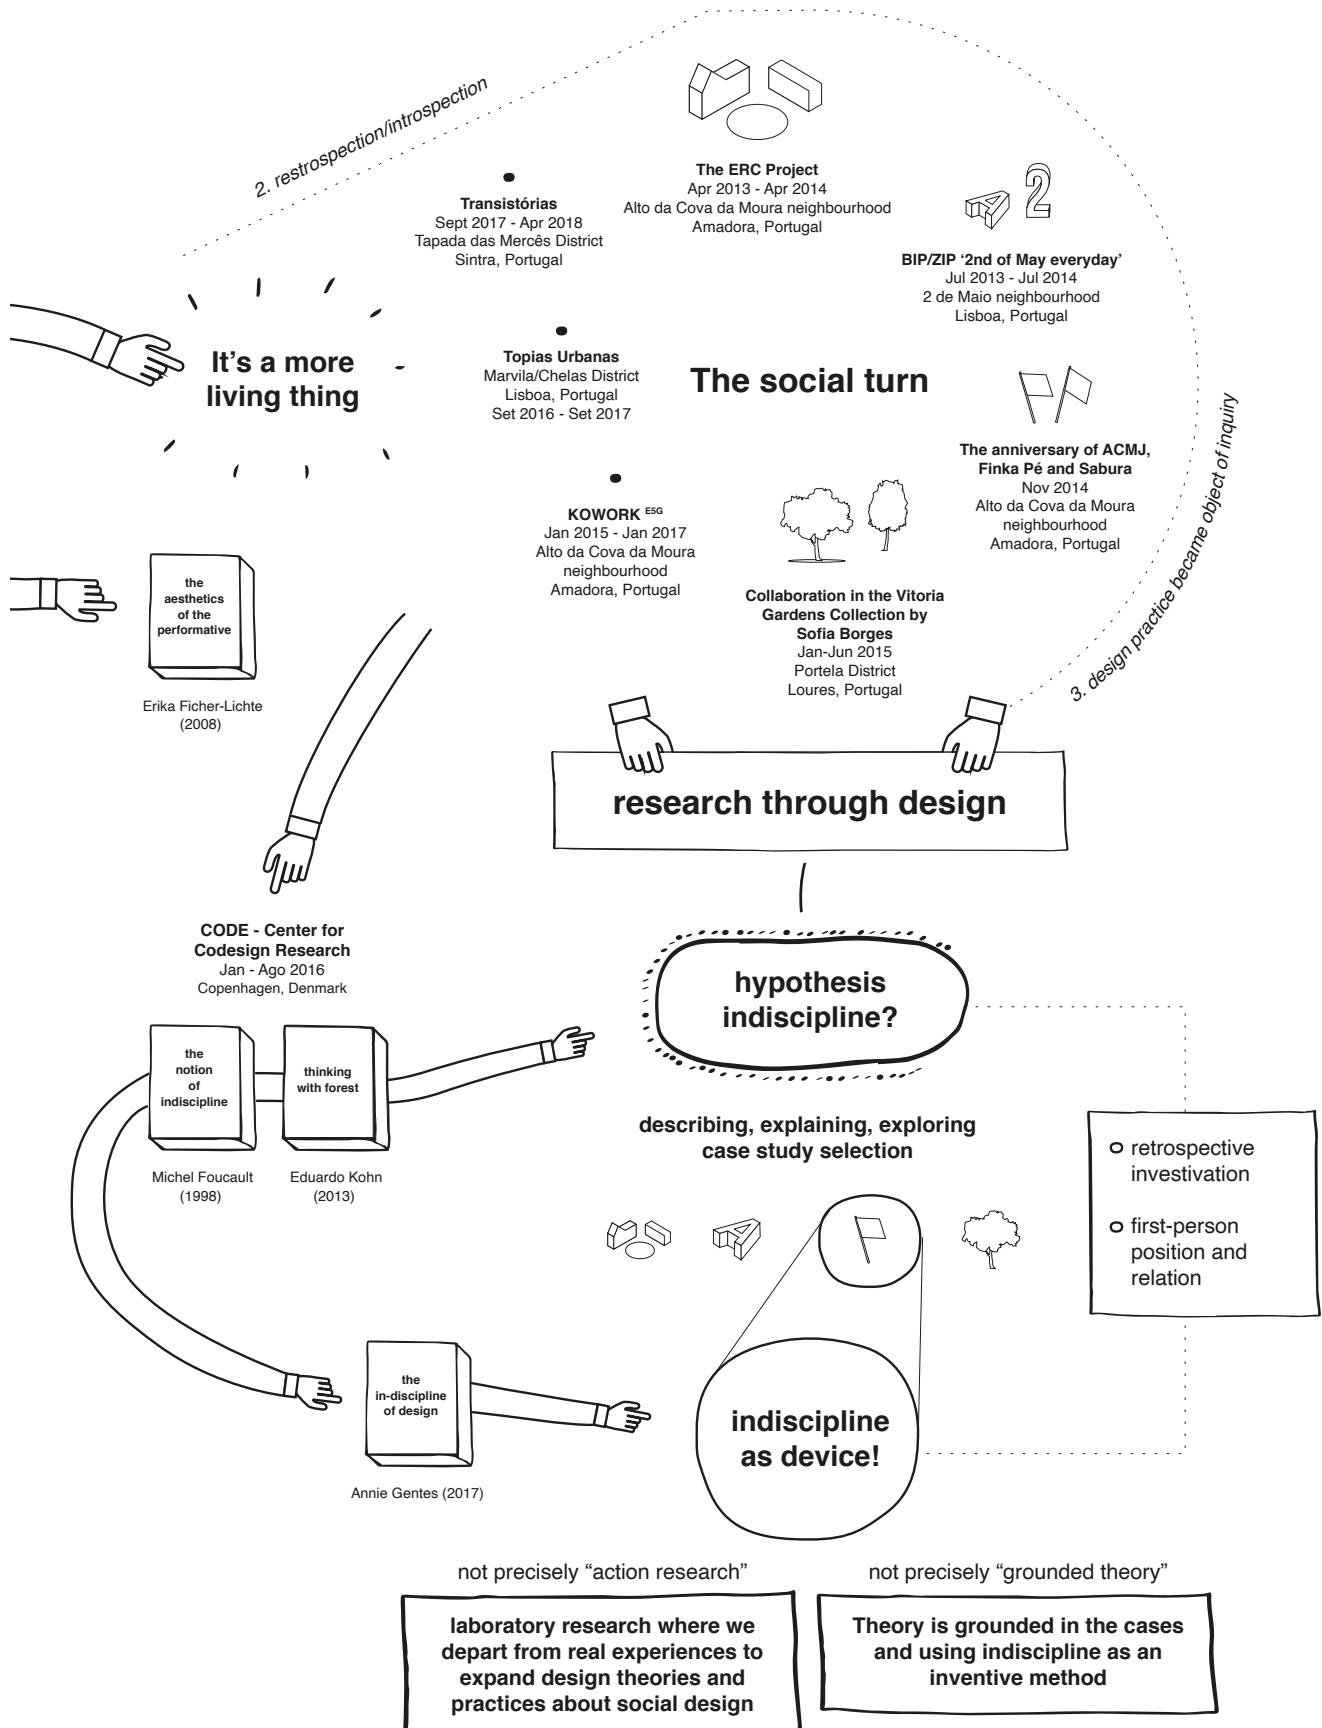 2. restrospection/introspection
The ERC Project
Apr 2013 - Apr 2014
Alto da Cova da Moura neighbourhood
Amadora, Portugal
Transistórias
Sept 2017 - Apr 2018
Tapada das Mercês District
Sintra, Portugal
A 2
BIP/ZIP ‘2nd of May everyday’
Jul 2013 - Jul 2014
2 de Maio neighbourhood
Lisboa, Portugal
It’s a more
living thing
Topias Urbanas
Marvila/Chelas District
Lisboa, Portugal
Set 2016 - Set 2017
The social turn
The anniversary of ACMJ,
Finka Pé and Sabura
Nov 2014
Alto da Cova da Moura
neighbourhood
Amadora, Portugal
3. design practice became object of inquiry
KOWORK E5G
Jan 2015 - Jan 2017
Alto da Cova da Moura
neighbourhood
Amadora, Portugal
Collaboration in the Vitoria
Gardens Collection by
Sofia Borges
Jan-Jun 2015
Portela District
Loures, Portugal
the
aesthetics
of the
performative
Erika Ficher-Lichte
(2008)
research through design
CODE - Center for
Codesign Research
Jan - Ago 2016
Copenhagen, Denmark
hypothesis
indiscipline?
the
notion
of
indiscipline
Michel Foucault
(1998)
thinking
with forest
Eduardo Kohn
(2013)
describing, explaining, exploring
case study selection
retrospective
investivation
first-person
position and
relation
A
the
in-discipline
of design
Annie Gentes (2017)
indiscipline
as device!
not precisely “action research”
laboratory research where we
depart from real experiences to
expand design theories and
practices about social design
not precisely “grounded theory”
Theory is grounded in the cases
and using indiscipline as an
inventive method